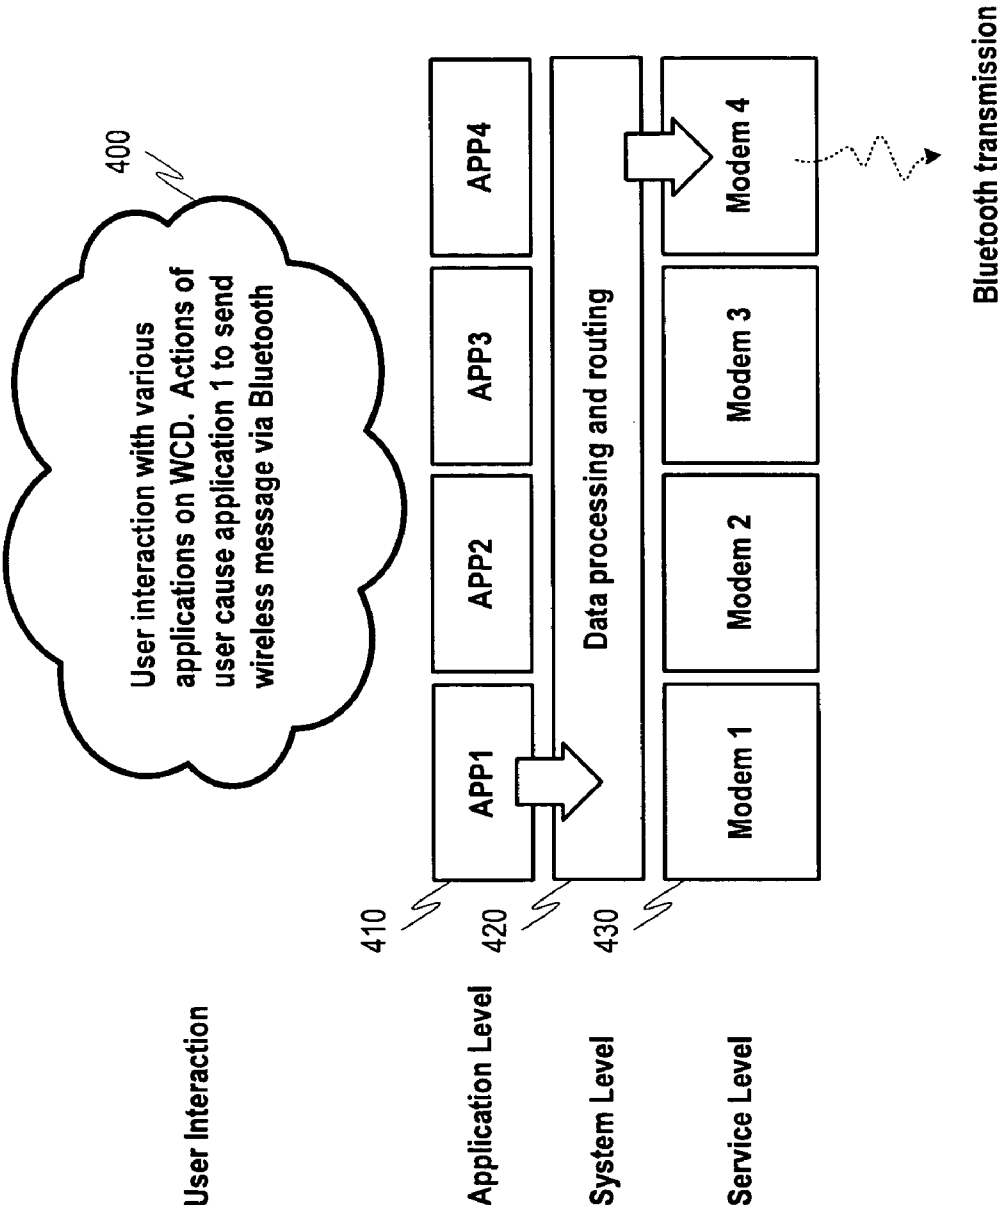 User Interaction
400
User interaction with various
applications on WCD. Actions of
user cause application 1 to send
wireless message via Bluetooth
Application Level
410
APP1
APP2
APP3
APP4
System Level
420
Data processing and routing
Service Level
430
Modem 1
Modem 2
Modem 3
Modem 4
Bluetooth transmission